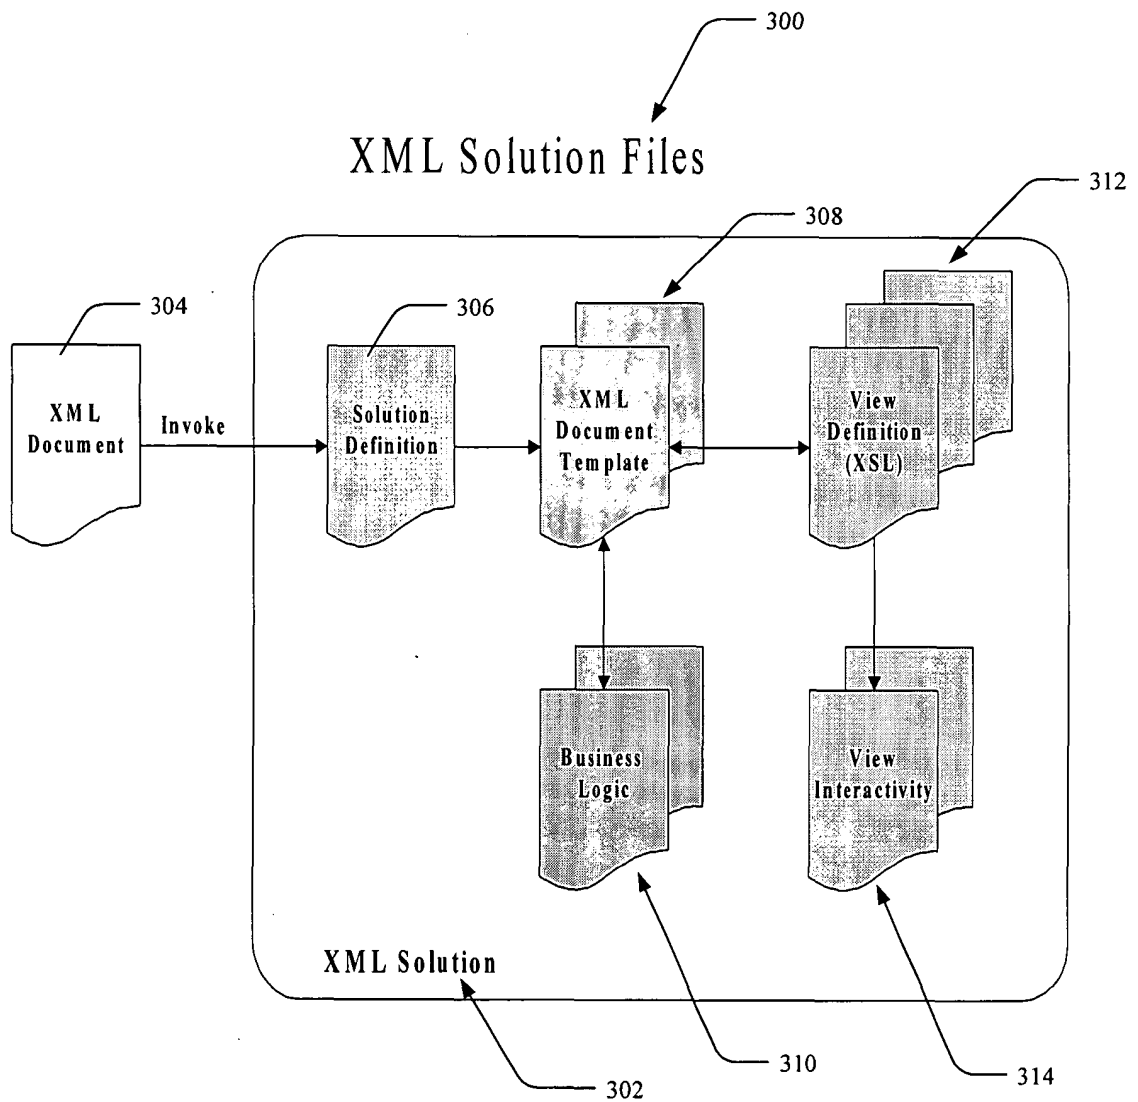 300
XML Solution Files
312
308
304
306
XML
Document
Invoke
Solution
Definition
XML
Document
Template
View
Definition
(XSL)
Business
Logic
View
Interactivity
XML Solution
302
310
314